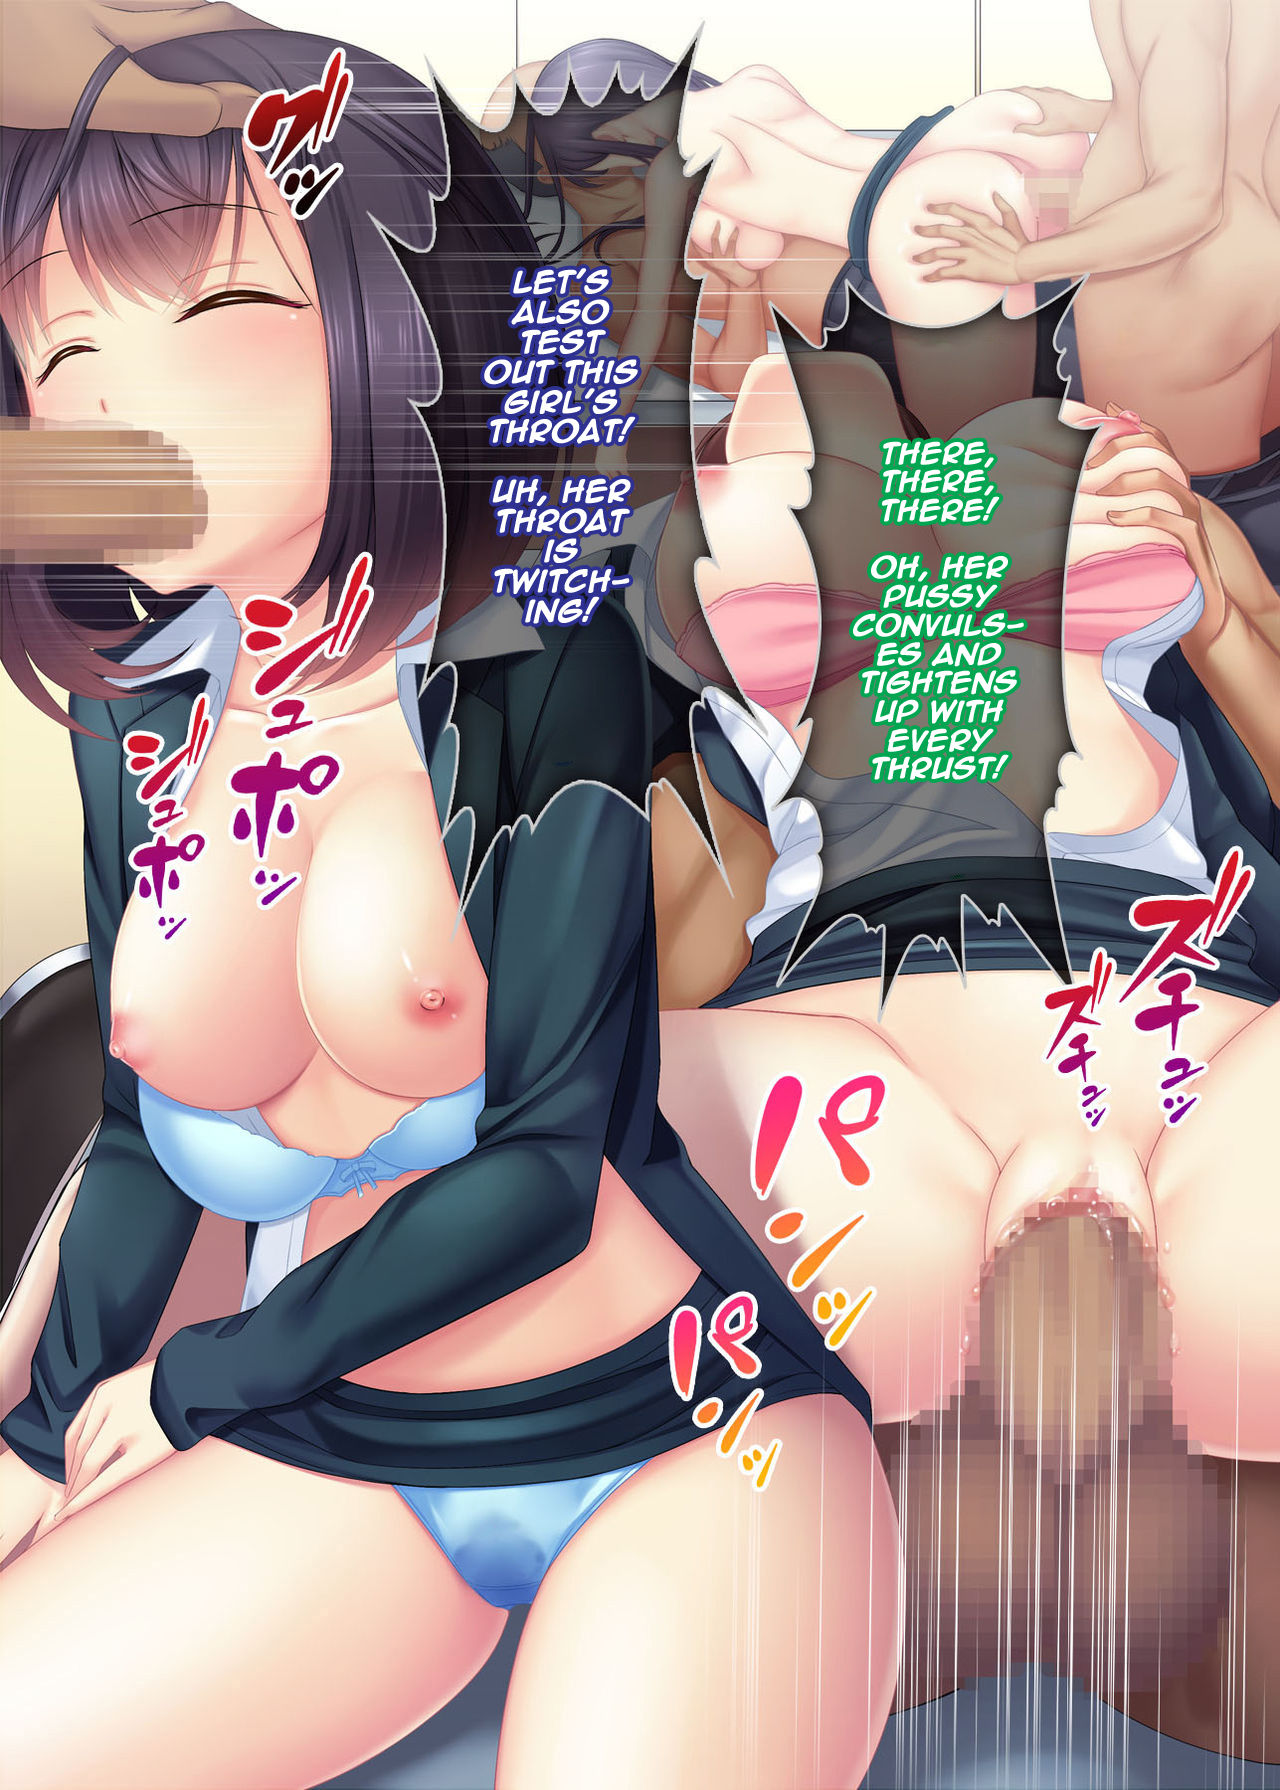 グッ
LET'S
ALSO
TEST
OUT THIS
GIRL'S
THROAT!
UH, HER
THROAT
IS
TWITCH-
ING!
THERE,
THERE,
THERE!
OH, HER
PUSSY
CONVULS-
ES AND
TIGHTENS
UP WITH
EVERY
THRUST!
ジュポッ
ジュポッ
ズチュッ
ズチュッ
パンッ
パンッ